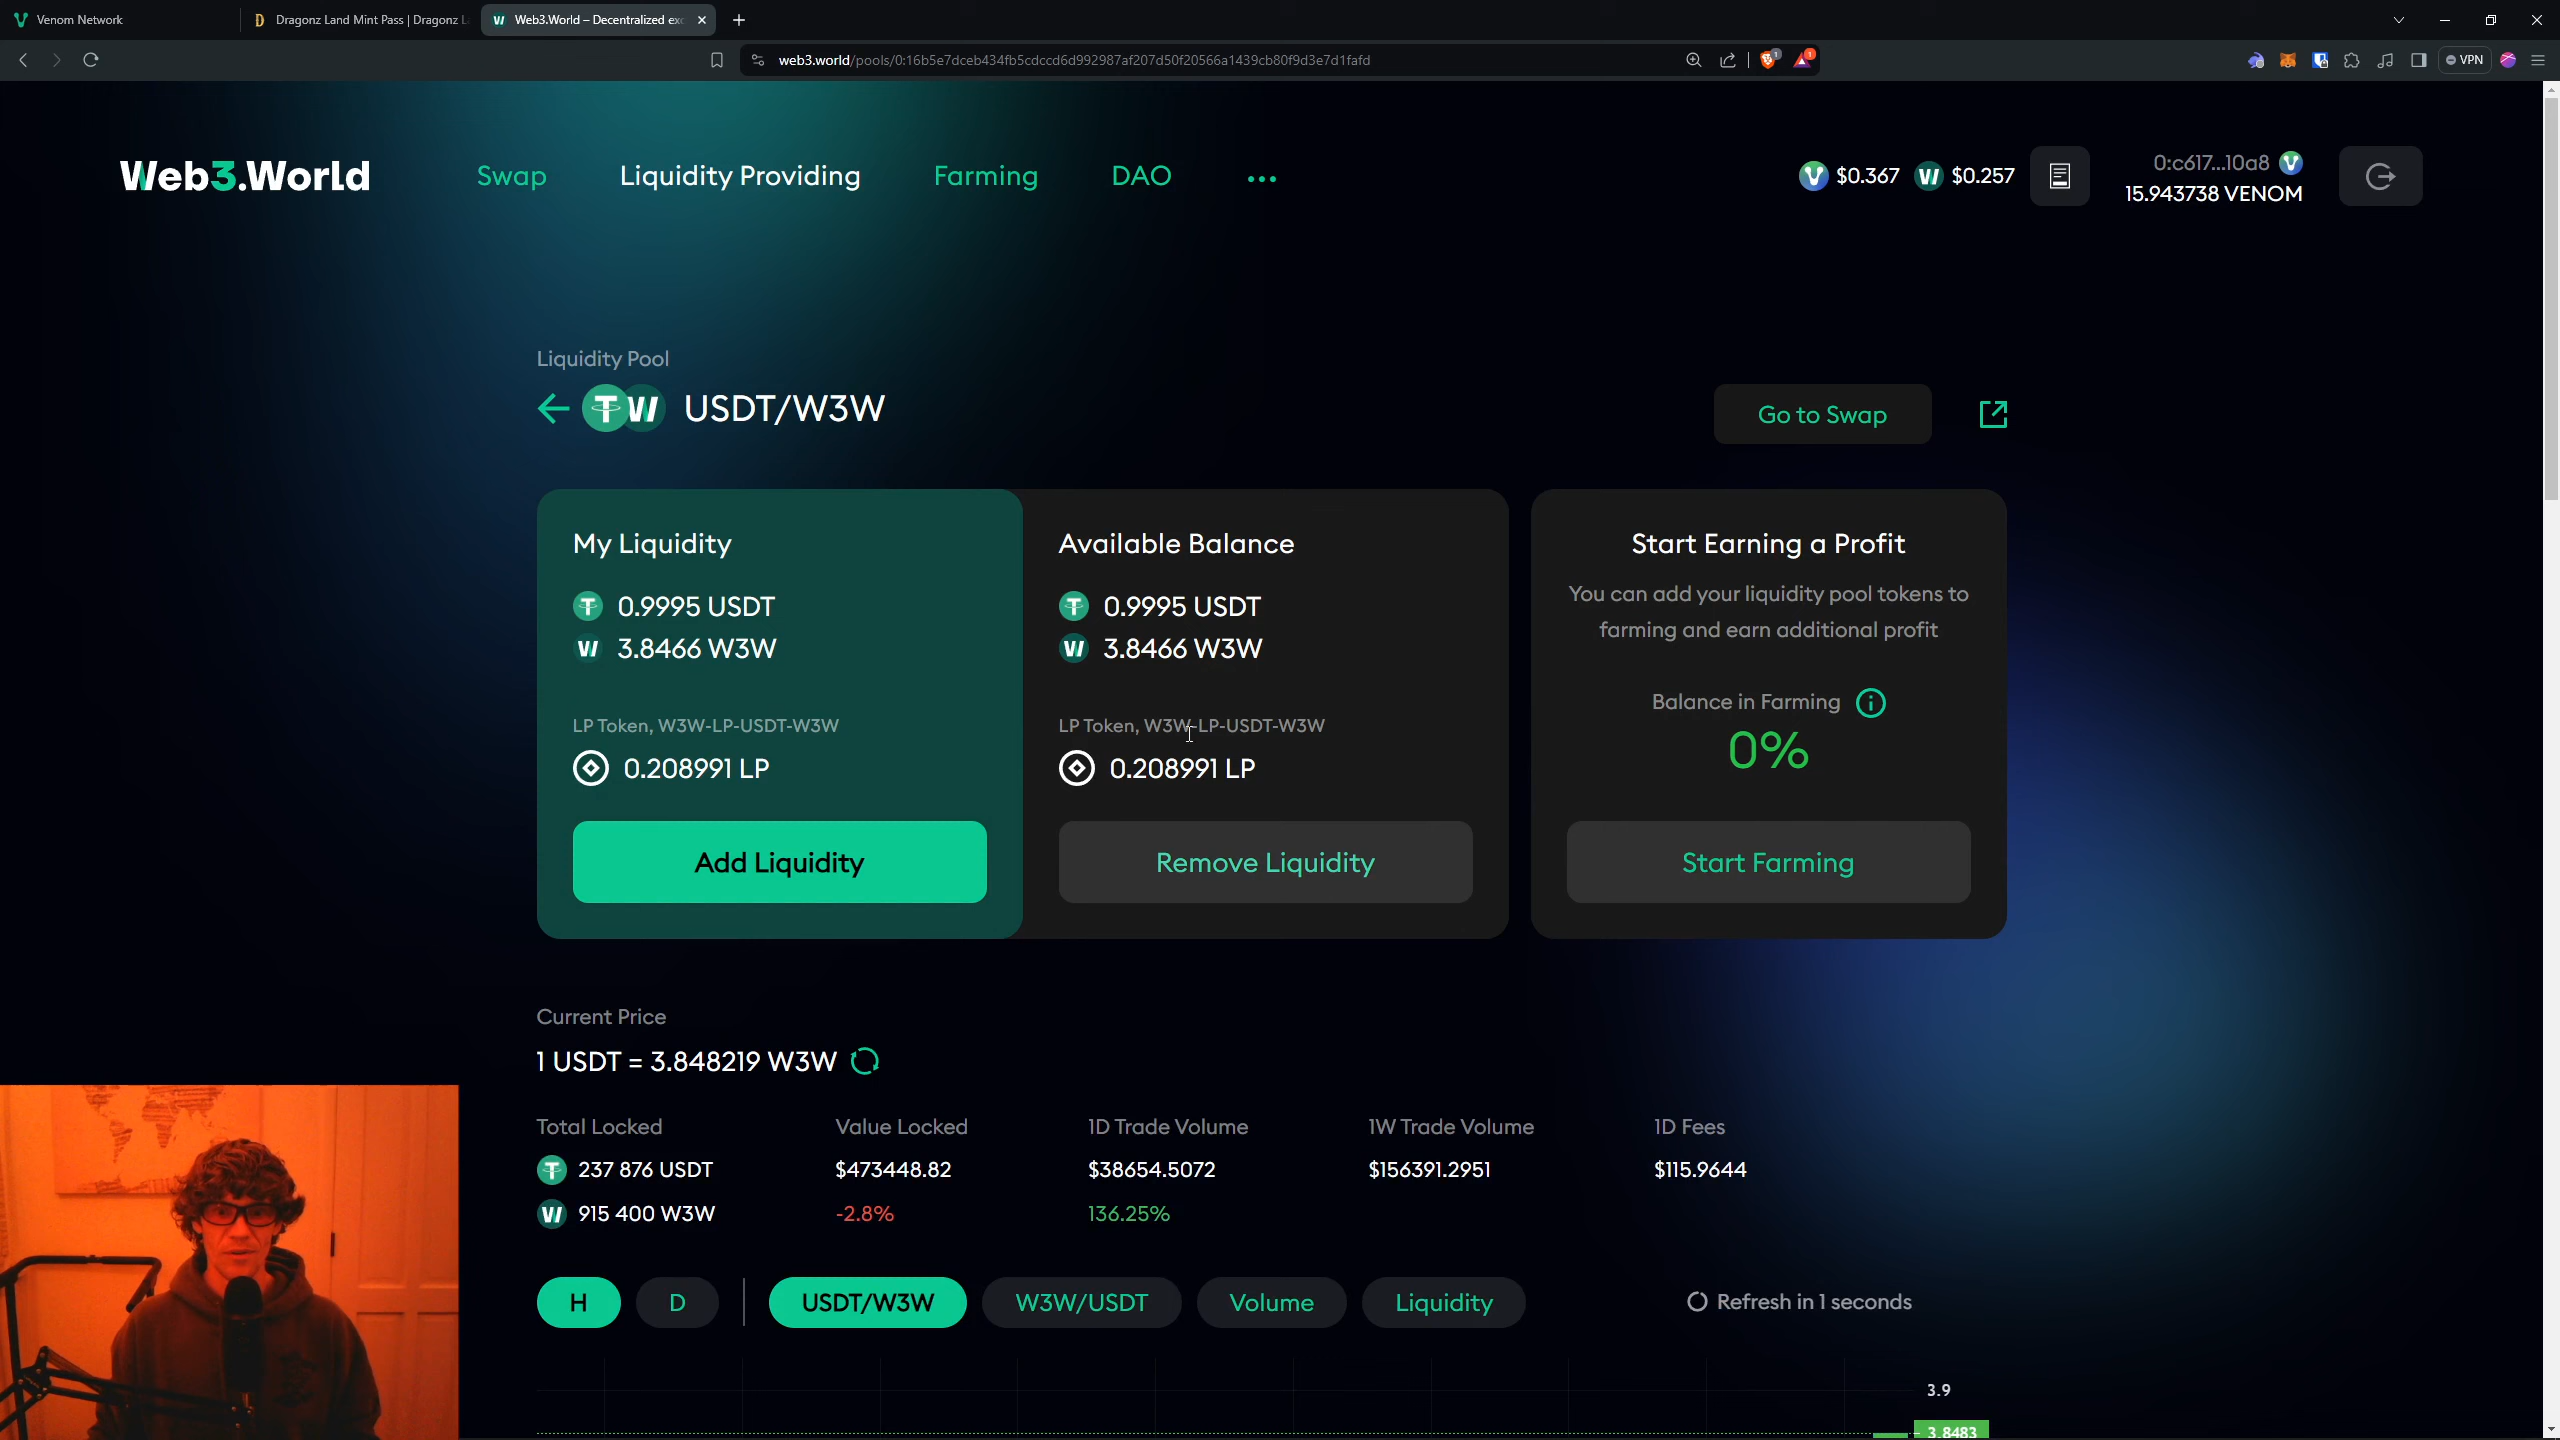 Venom Network
Dragonz Land Mint Pass | Dragonz L
Web3.World – Decentralized exc
web3.world/pools/0:16b5e7dceb434fb5cdccd6d992987af207d50f20566a1439cb80f9d3e7d1fafd
1
1
VPN
Web3.World
Swap
Liquidity Providing
Farming
DAO
$0.367
$0.257
0:c617...10a8
15.943738 VENOM
Liquidity Pool
USDT/W3W
Go to Swap
My Liquidity
0.9995 USDT
3.8466 W3W
LP Token, W3W-LP-USDT-W3W
0.208991 LP
Add Liquidity
Available Balance
0.9995 USDT
3.8466 W3W
LP Token, W3W-LP-USDT-W3W
0.208991 LP
Remove Liquidity
Start Earning a Profit
You can add your liquidity pool tokens to
farming and earn additional profit
Balance in Farming
0%
Start Farming
Current Price
1 USDT = 3.848219 W3W
Total Locked
237 876 USDT
915 400 W3W
Value Locked
$473448.82
-2.8%
1D Trade Volume
$38654.5072
136.25%
1W Trade Volume
$156391.2951
1D Fees
$115.9644
H
D
USDT/W3W
W3W/USDT
Volume
Liquidity
Refresh in 1 seconds
3.9
3.8483